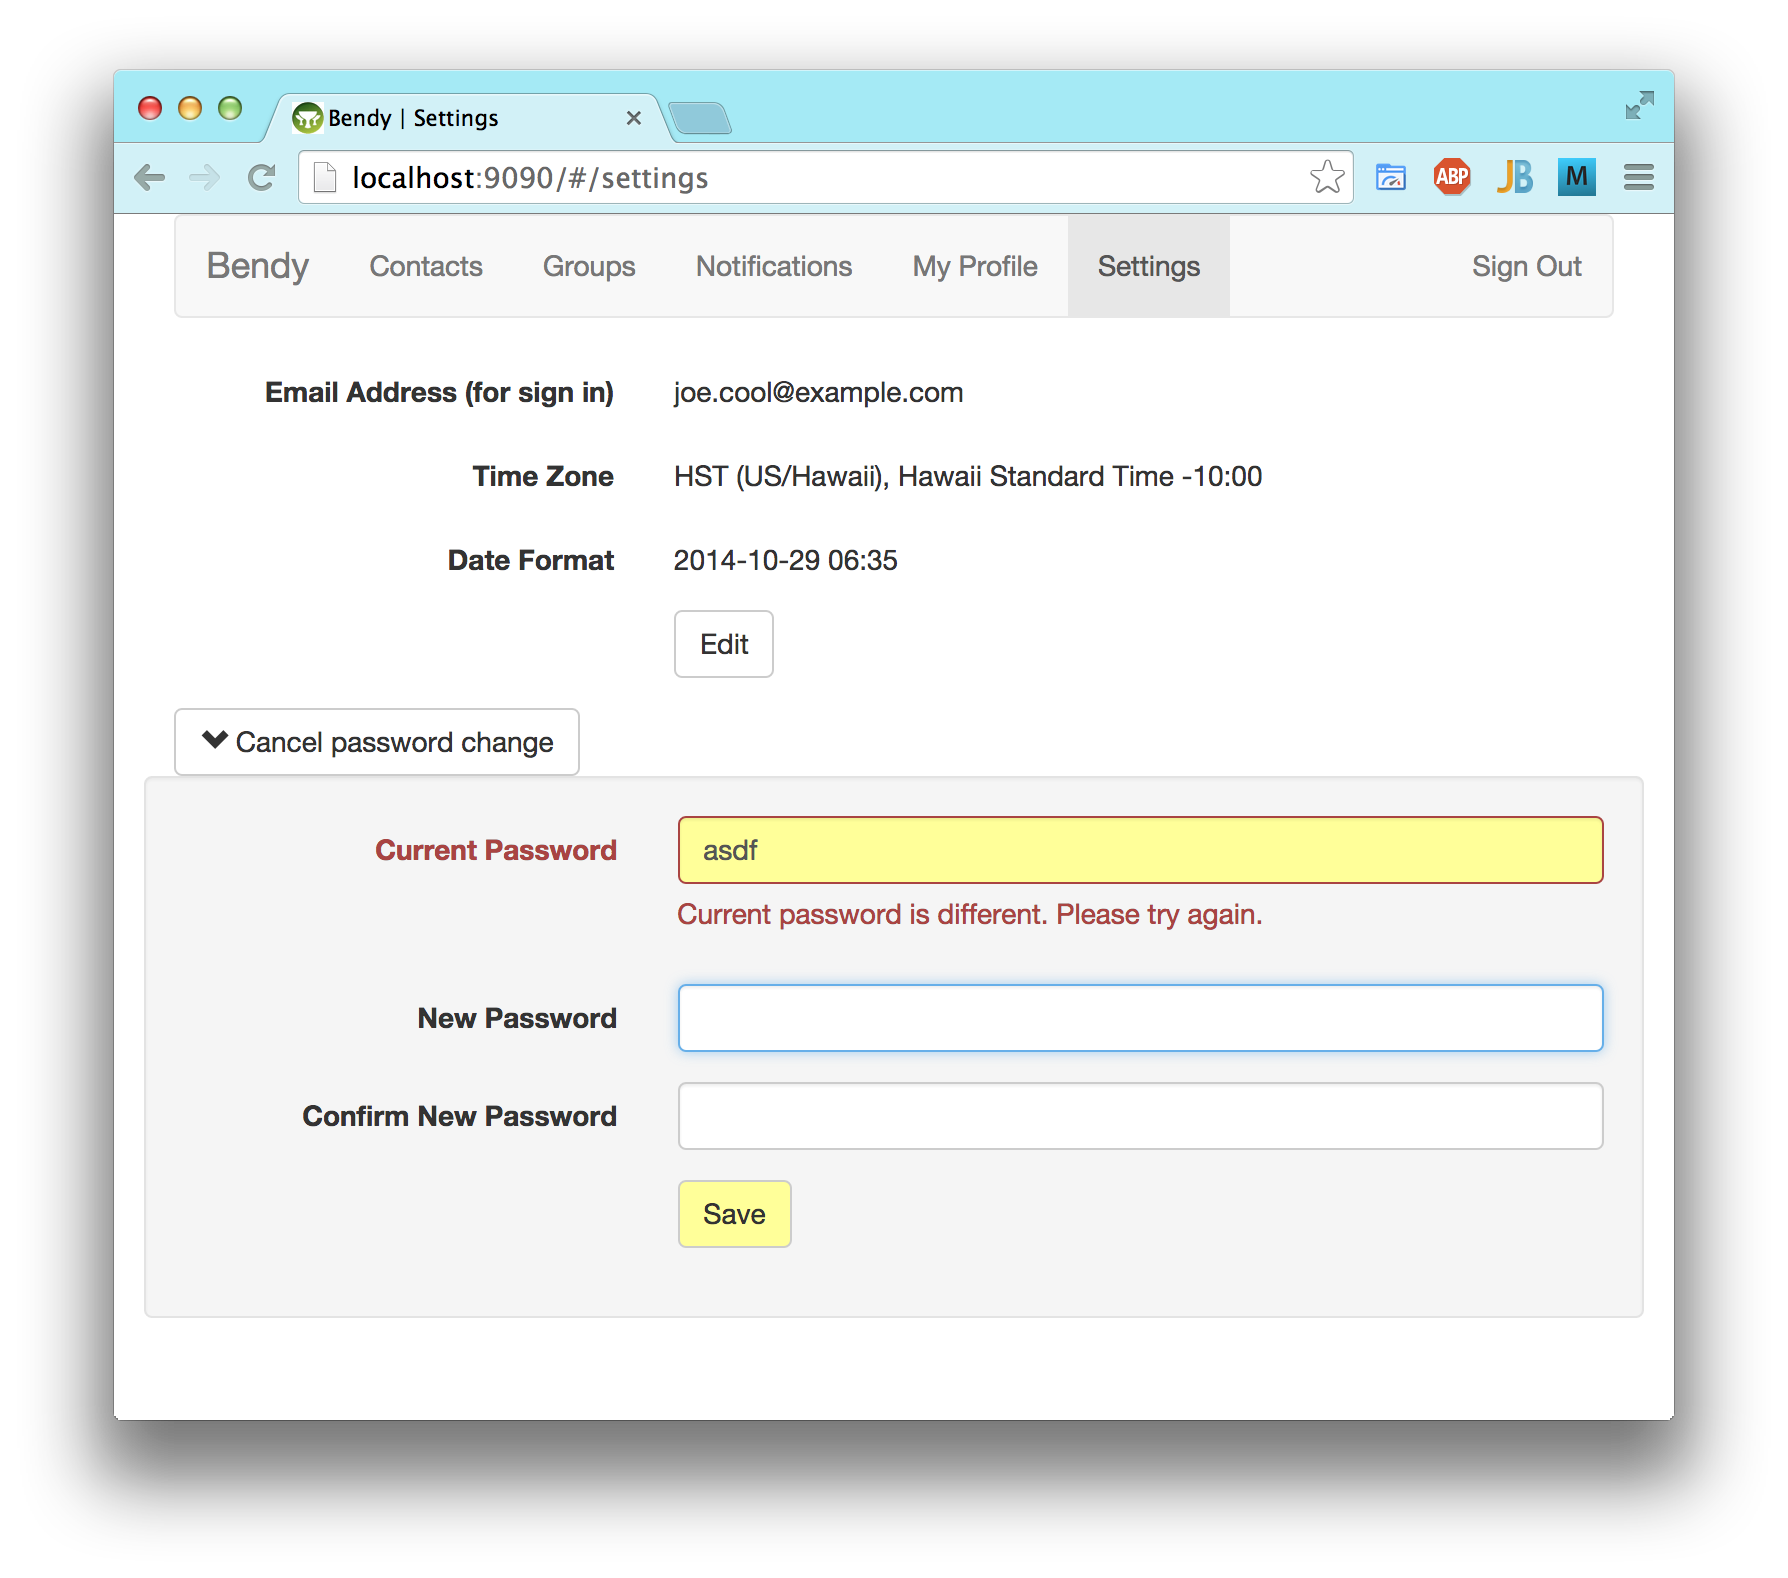 Bendy | Settings
localhost:9090/#/settings
ABP
JB
M
Bendy Contacts Groups Notifications My Profile Settings Sign Out
Email Address (for sign in) joe.cool@example.com
Time Zone HST (US/Hawaii), Hawaii Standard Time -10:00
Date Format 2014-10-29 06:35
Edit
Cancel password change
Current Password asdf
Current password is different. Please try again.
New Password
Confirm New Password
Save